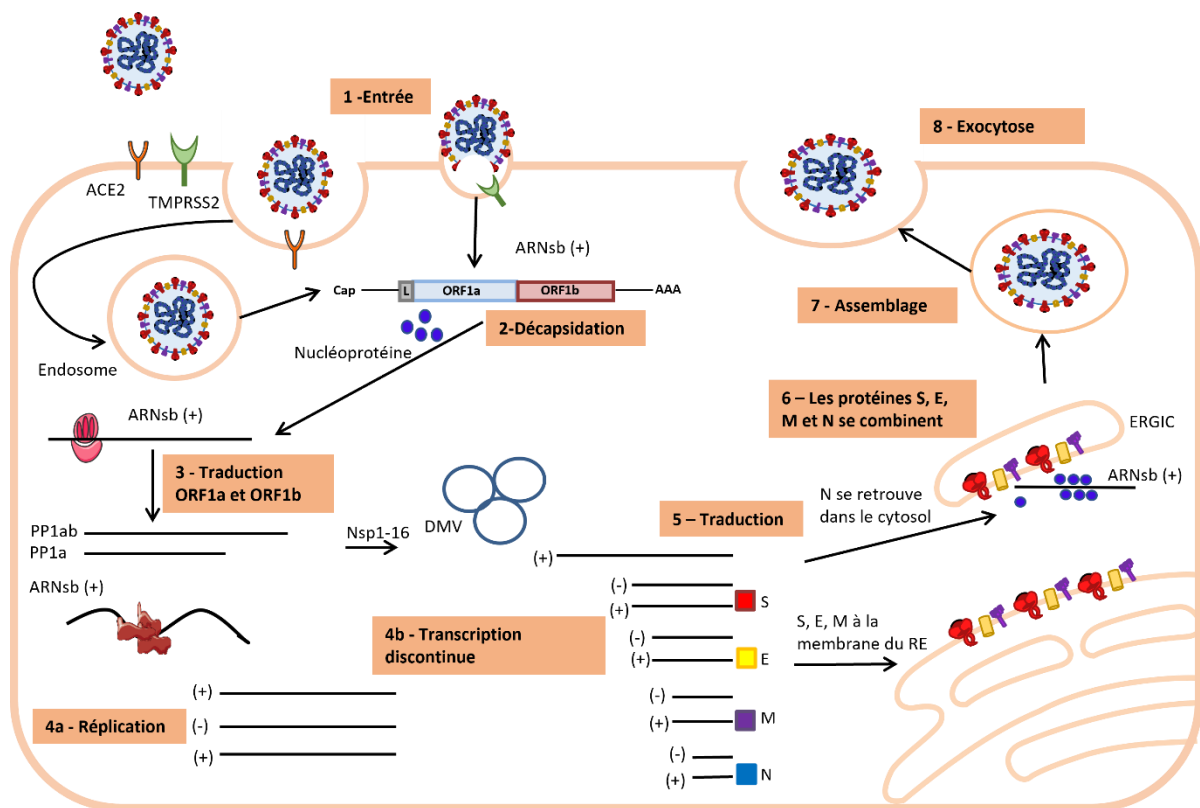 1 -Entrée
8 - Exocytose
ACE2
TMPRSS2
ARNsb (+)
Cap
L
ORF1a
ORF1b
AAA
2-Décapsidation
Nucléoprotéine
Endosome
7 - Assemblage
6 – Les protéines S, E,
M et N se combinent
ERGIC
ARNsb (+)
ARNsb (+)
3 - Traduction
ORF1a et ORF1b
N se retrouve
dans le cytosol
5 – Traduction
DMV
PP1ab
PP1a
Nsp1-16
(+)
ARNsb (+)
(-)
(+)
S
4b - Transcription
discontinue
(-)
(+)
E
S, E, M à la
membrane du RE
(-)
(+)
M
(-)
(+)
N
4a - Réplication
(+)
(-)
(+)